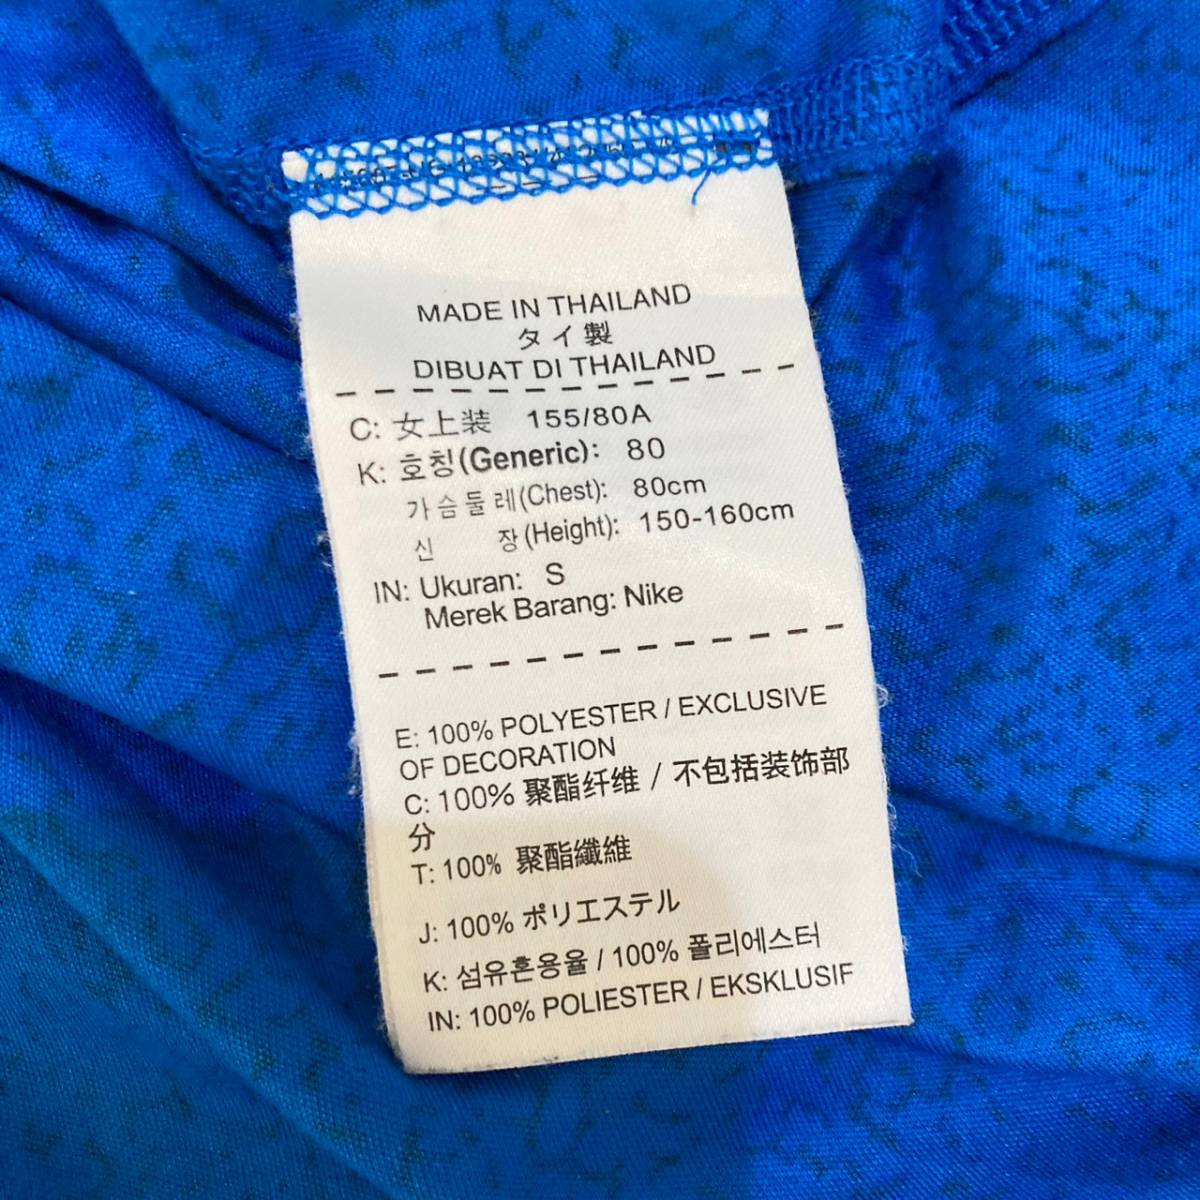 MADE IN THAILAND
タイ製
DIBUAT DI THAILAND
C: 女上装 155/80A
K: 호칭(Generic): 80
가슴둘레(Chest): 80cm
신 장(Height): 150-160cm
IN: Ukuran: S
Merek Barang: Nike
E: 100% POLYESTER / EXCLUSIVE
OF DECORATION
C: 100% 聚酯纤维 / 不包括装饰部
分
T: 100% 聚酯纖維
J: 100% ポリエステル
K: 섬유혼용율 / 100% 폴리에스터
IN: 100% POLIESTER / EKSKLUSIF